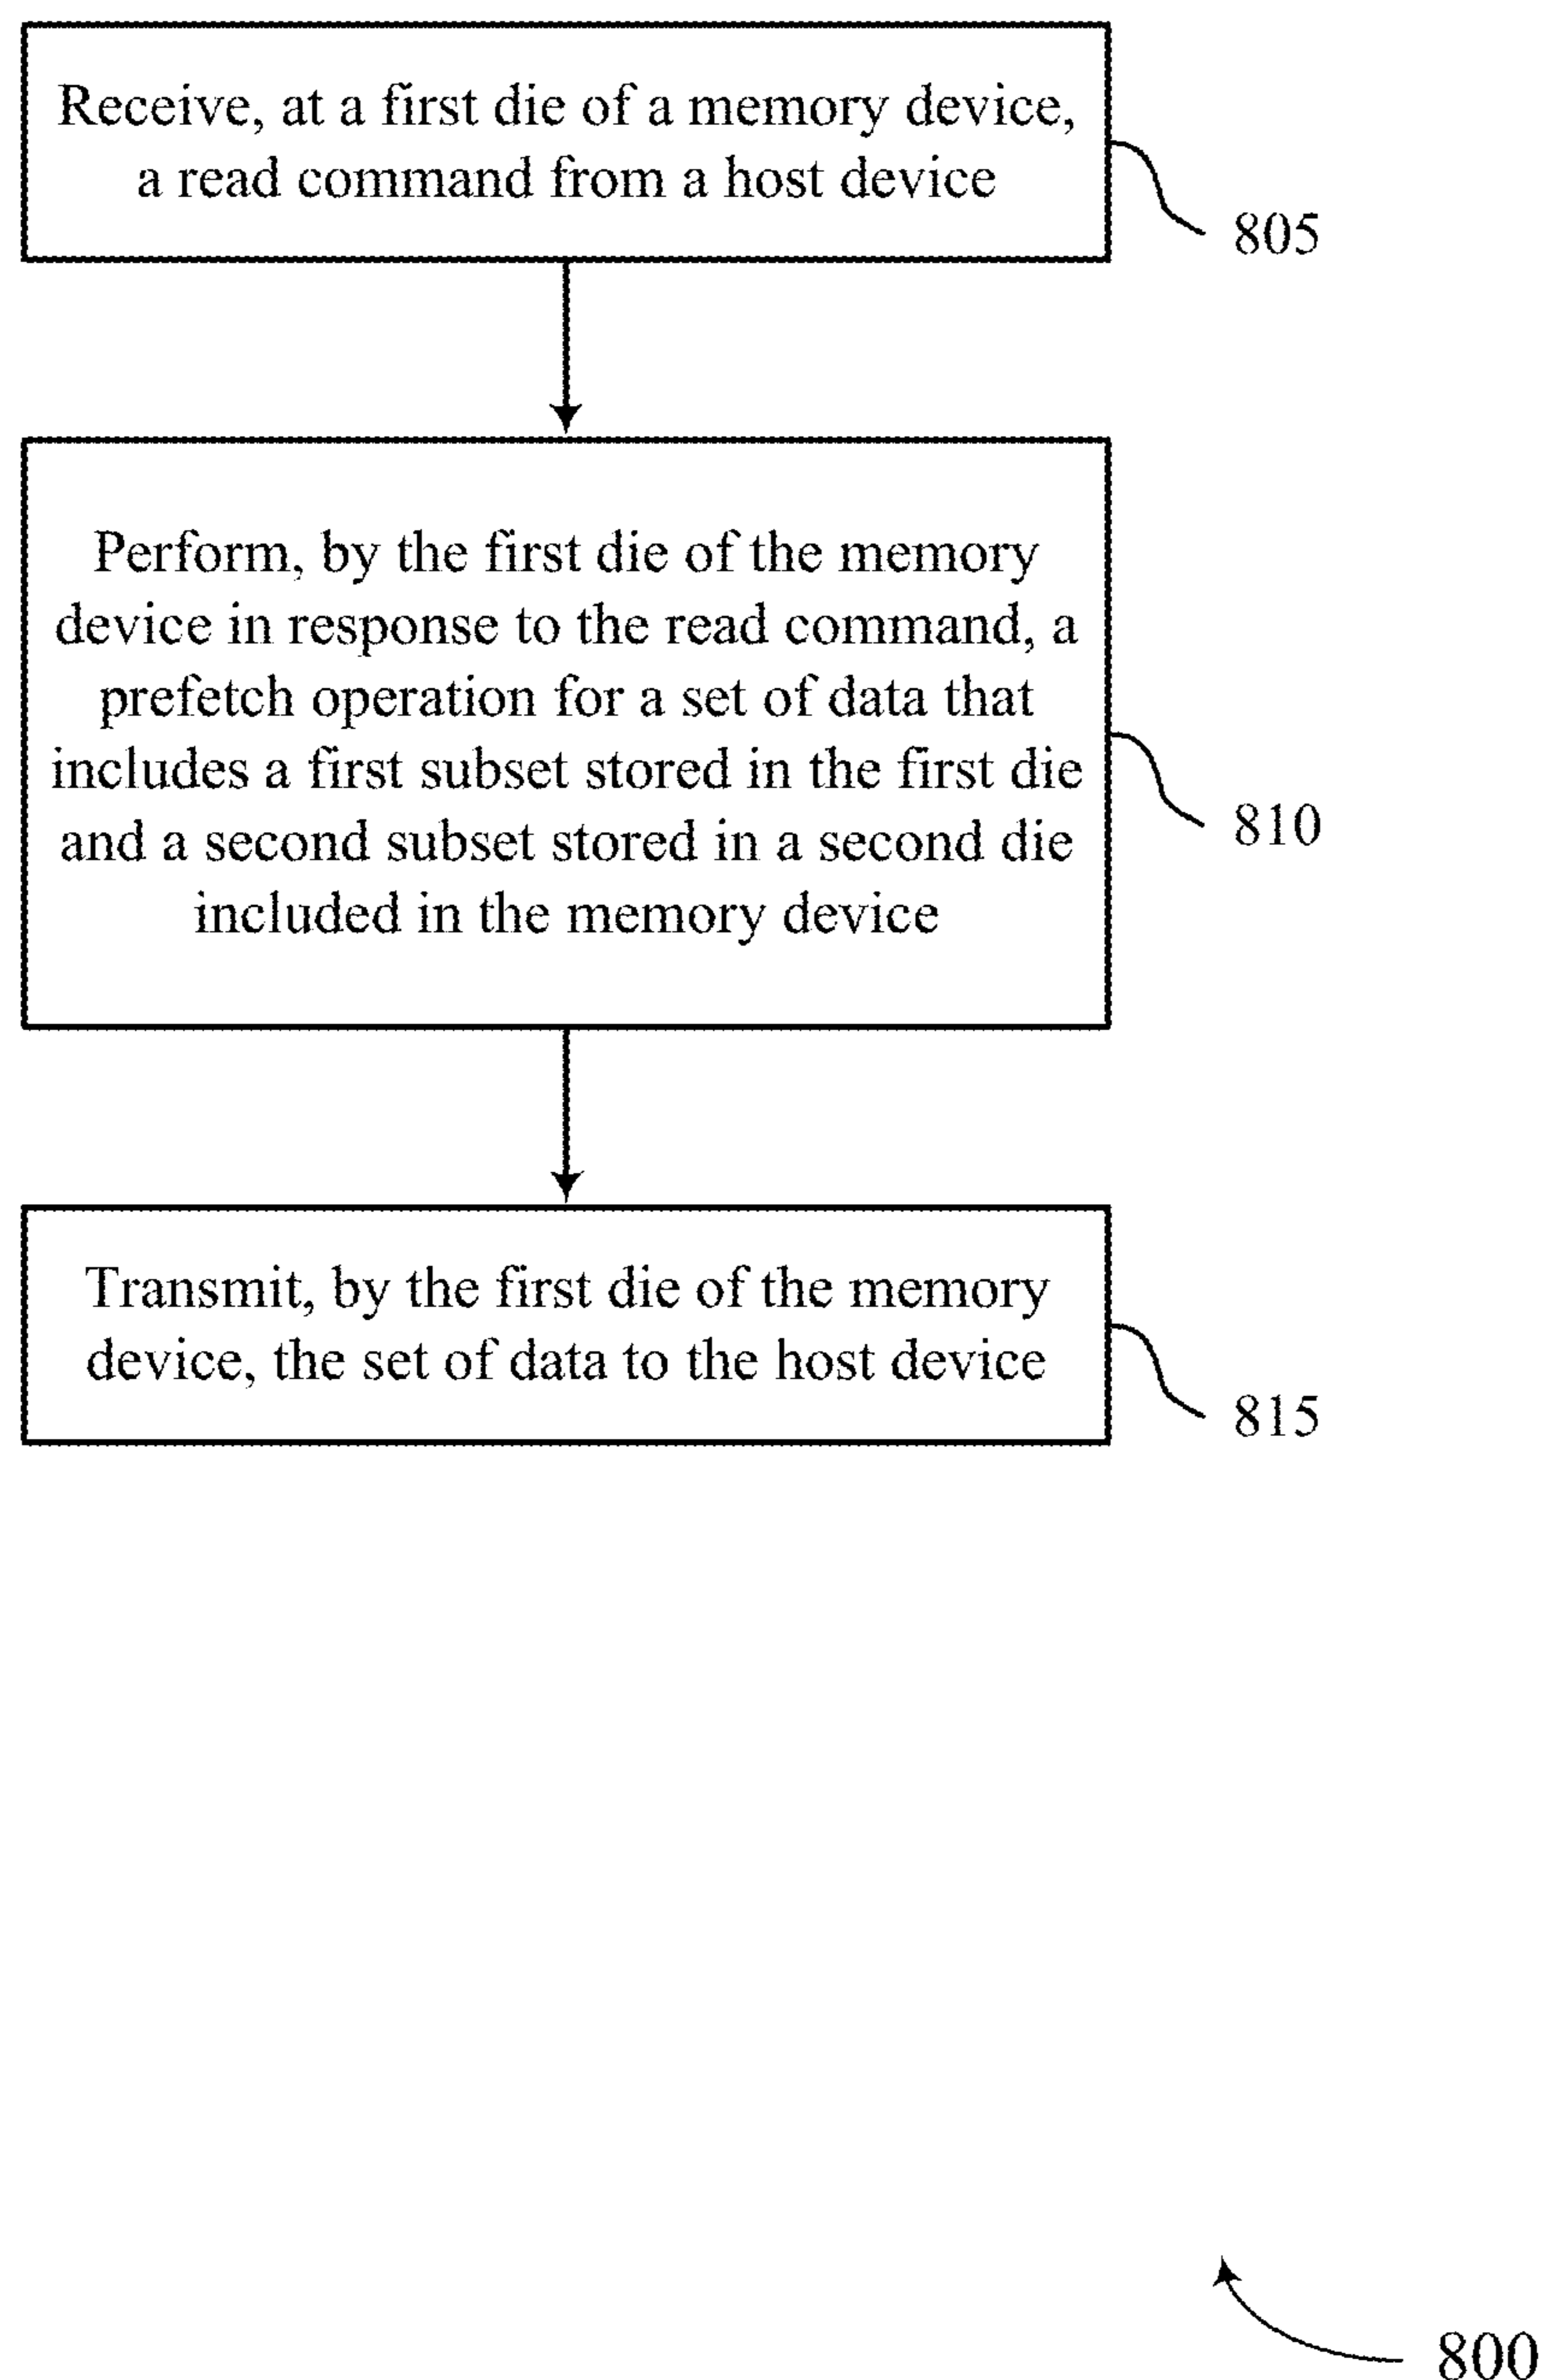 Receive, at a first die of a memory device,
a read command from a host device
805
Perform, by the first die of the memory
device in response to the read command, a
prefetch operation for a set of data that
includes a first subset stored in the first die
and a second subset stored in a second die
included in the memory device
810
Transmit, by the first die of the memory
device, the set of data to the host device
815
800